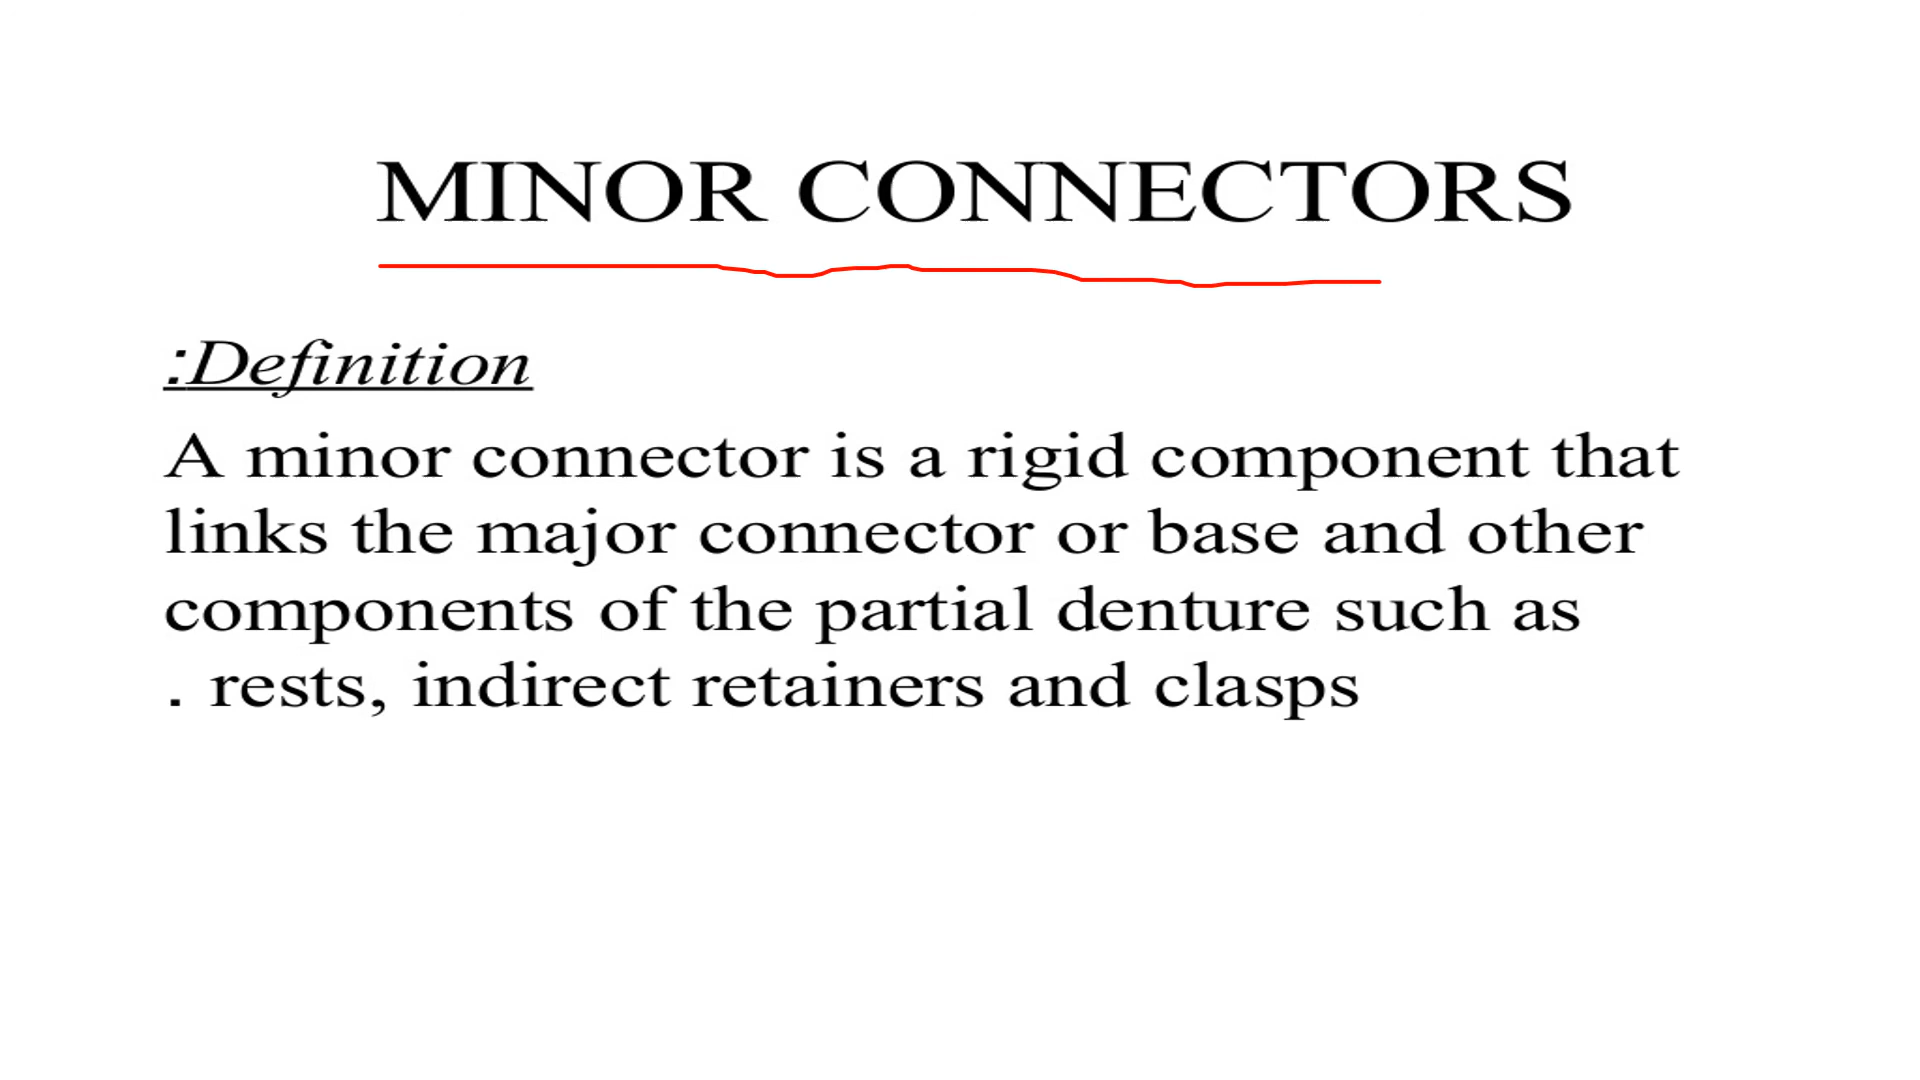 MINOR CONNECTORS
:Definition
A minor connector is a rigid component that
links the major connector or base and other
components of the partial denture such as
. rests, indirect retainers and clasps